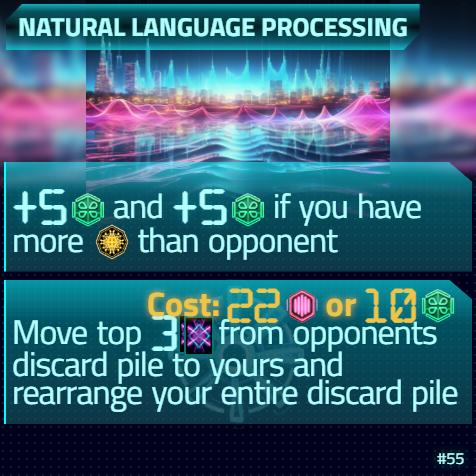 NATURAL LANGUAGE PROCESSING
+5 and +5 if you have
more than opponent
Cost: 22 or 10
Move top 3 from opponents
discard pile to yours and
rearrange your entire discard pile
#55